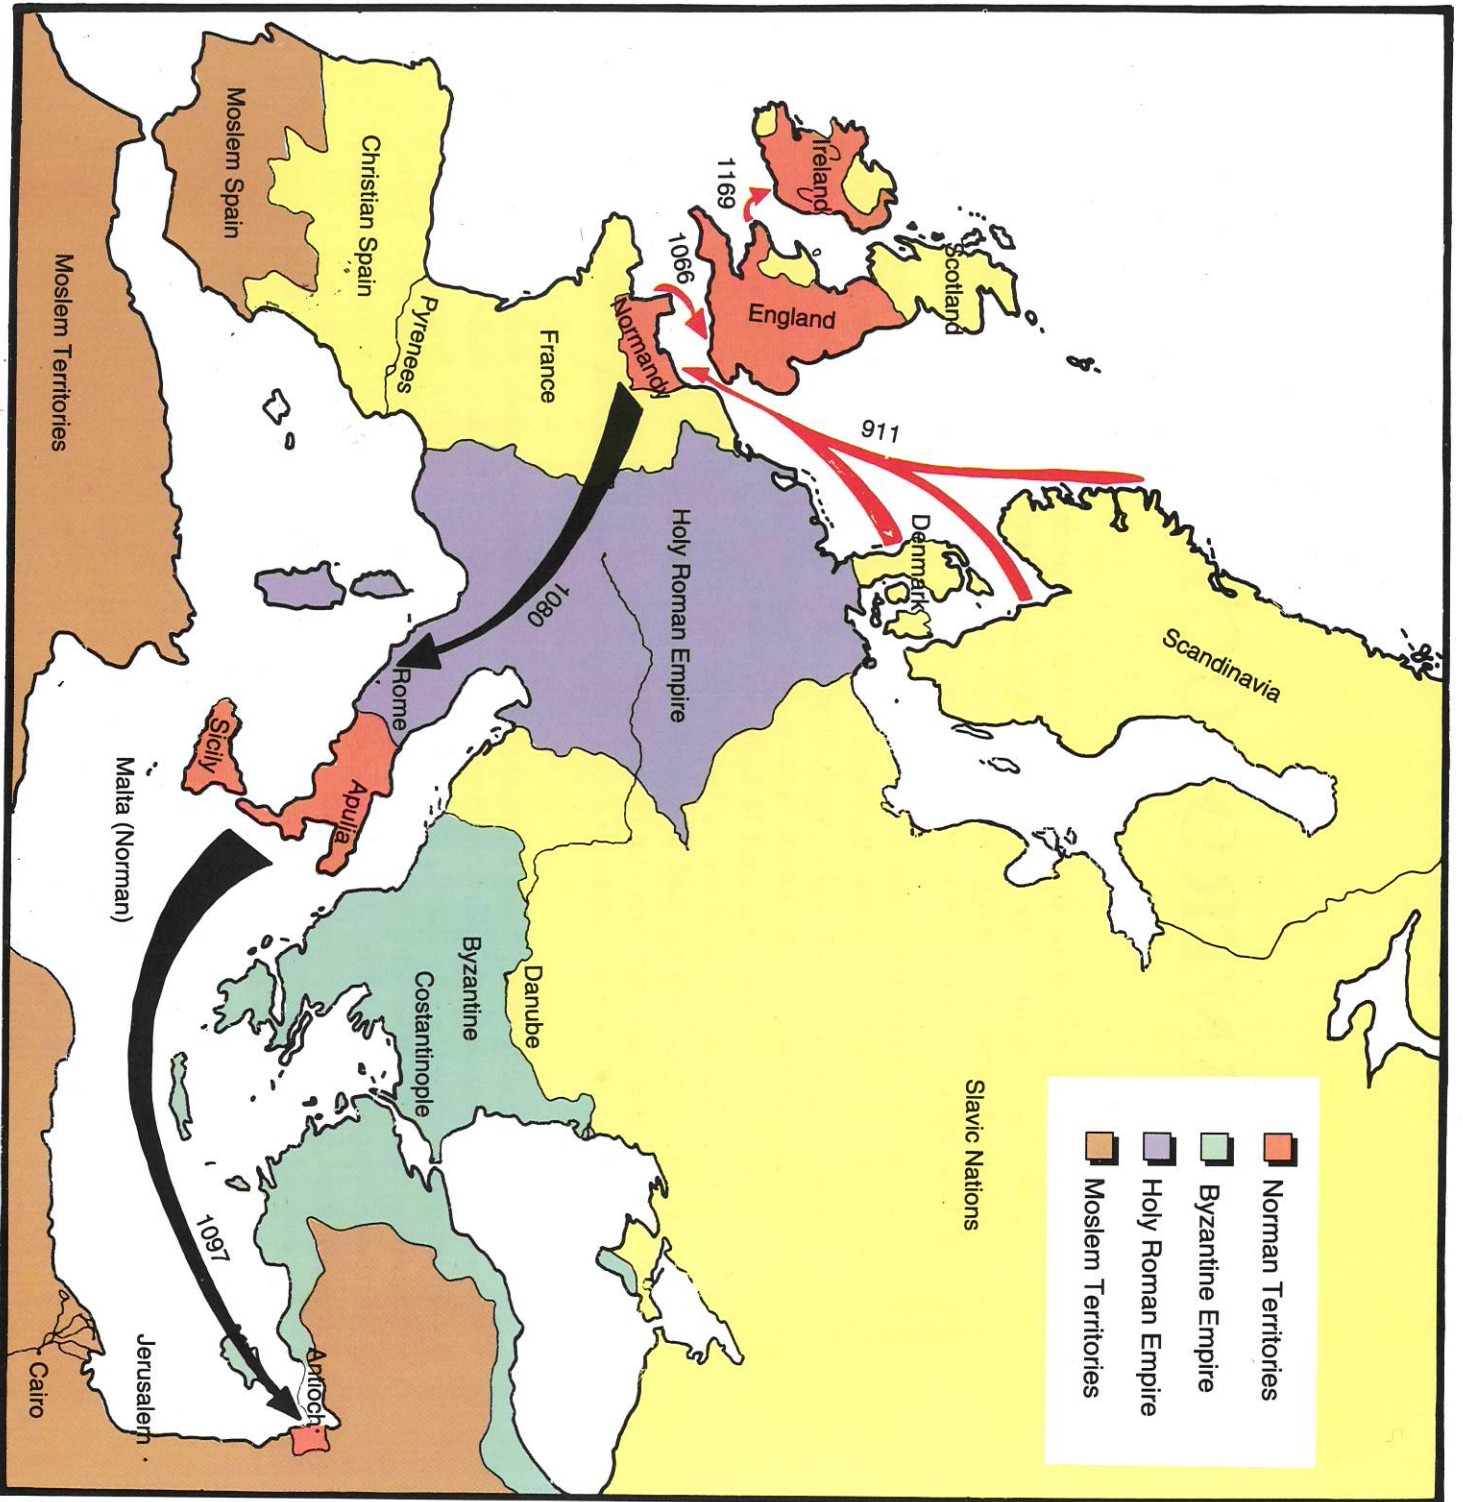 Scandinavia
Denmark
Scotland
Ireland
England
911
1169
1066
Normandy
France
Pyrenees
Christian Spain
Moslem Spain
Moslem Territories
Holy Roman Empire
1080
Rome
Apulia
Sicily
Malta (Norman)
Slavic Nations
Danube
Byzantine
Costantinople
1097
Antioch
Jerusalem
Cairo
Norman Territories
Byzantine Empire
Holy Roman Empire
Moslem Territories